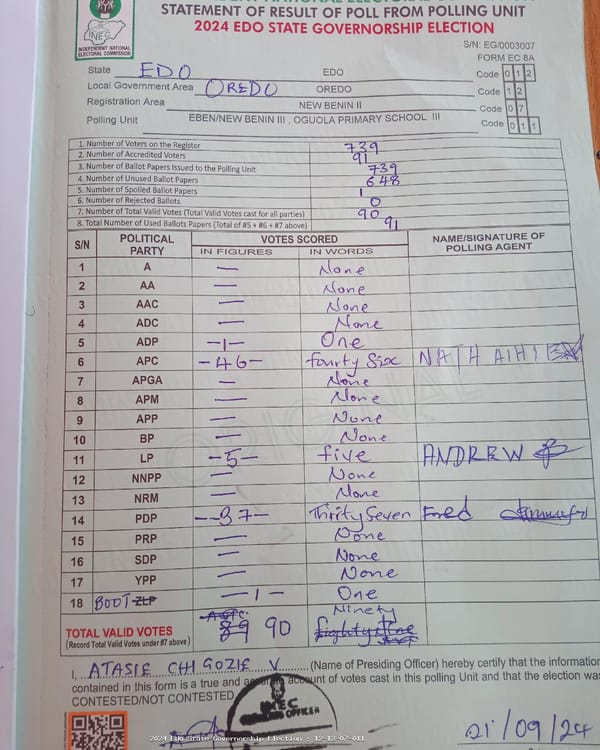 INEC
INDEPENDENT NATIONAL
ELECTORAL COMMISSION
STATEMENT OF RESULT OF POLL FROM POLLING UNIT
2024 EDO STATE GOVERNORSHIP ELECTION
S/N: EG/0003007
FORM EC 8A
State EDO EDO Code 0 1 2
Local Government Area OREDO OREDO Code 1 2
Registration Area NEW BENIN II Code 0 7
Polling Unit EBEN/NEW BENIN III , OGUOLA PRIMARY SCHOOL III Code 0 1 1
1. Number of Voters on the Register 739
2. Number of Accredited Voters 91
3. Number of Ballot Papers Issued to the Polling Unit 739
4. Number of Unused Ballot Papers 648
5. Number of Spoiled Ballot Papers 1
6. Number of Rejected Ballots 0
7. Number of Total Valid Votes (Total Valid Votes cast for all parties) 90
8. Total Number of Used Ballots Papers (Total of #5 + #6 + #7 above) 91
S/N POLITICAL PARTY VOTES SCORED NAME/SIGNATURE OF POLLING AGENT
IN FIGURES IN WORDS
1 A — None
2 AA — None
3 AAC — None
4 ADC — None
5 ADP -1- One
6 APC -46- fourty Six NATH AIHI
7 APGA — None
8 APM — None
9 APP — None
10 BP — None
11 LP -5- five ANDREW
12 NNPP — None
13 NRM — None
14 PDP -37- Thirty Seven Fred
15 PRP — None
16 SDP — None
17 YPP — None
18 BOOT ZLP -1- One
TOTAL VALID VOTES 89 90 Ninety
(Record Total Valid Votes under #7 above)
I, ATASIE CHIGOZIE V. (Name of Presiding Officer) hereby certify that the information
contained in this form is a true and account of votes cast in this polling Unit and that the election was
CONTESTED/NOT CONTESTED
INEC
OFFICER
21/09/24
2024 Edo State Governorship Election : 12-12-07-011